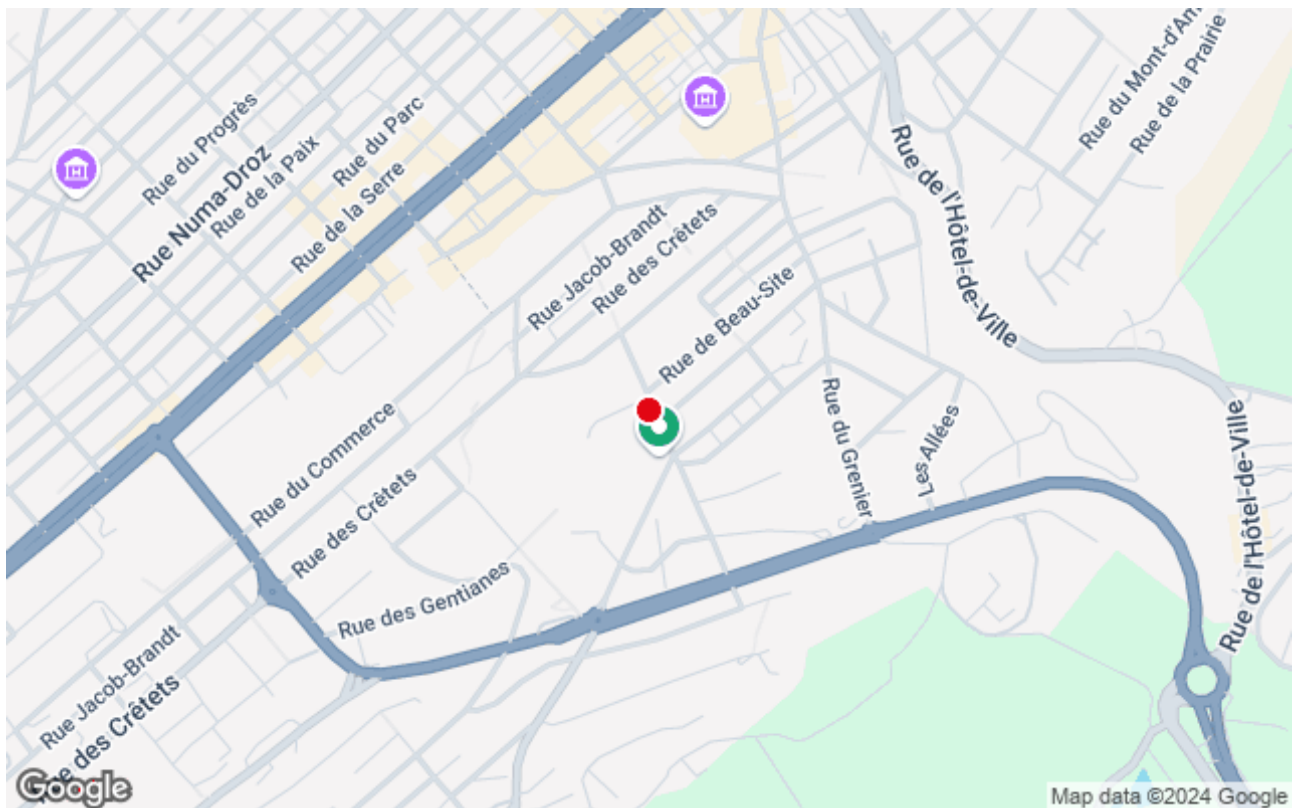 Rue du Mont-d'Am
Rue de la Prairie
Rue du Progrès
Rue du Parc
Rue Numa-Droz
Rue de la Paix
Rue de la Serre
Rue de l'Hôtel-de-Ville
Rue Jacob-Brandt
Rue des Crêtets
Rue de Beau-Site
Rue du Commerce
Rue du Grenier
Les Allées
Rue des Crêtets
Rue de l'Hôtel-de-Ville
Rue des Gentianes
Rue Jacob-Brandt
Rue des Crêtets
Google
Map data ©2024 Google